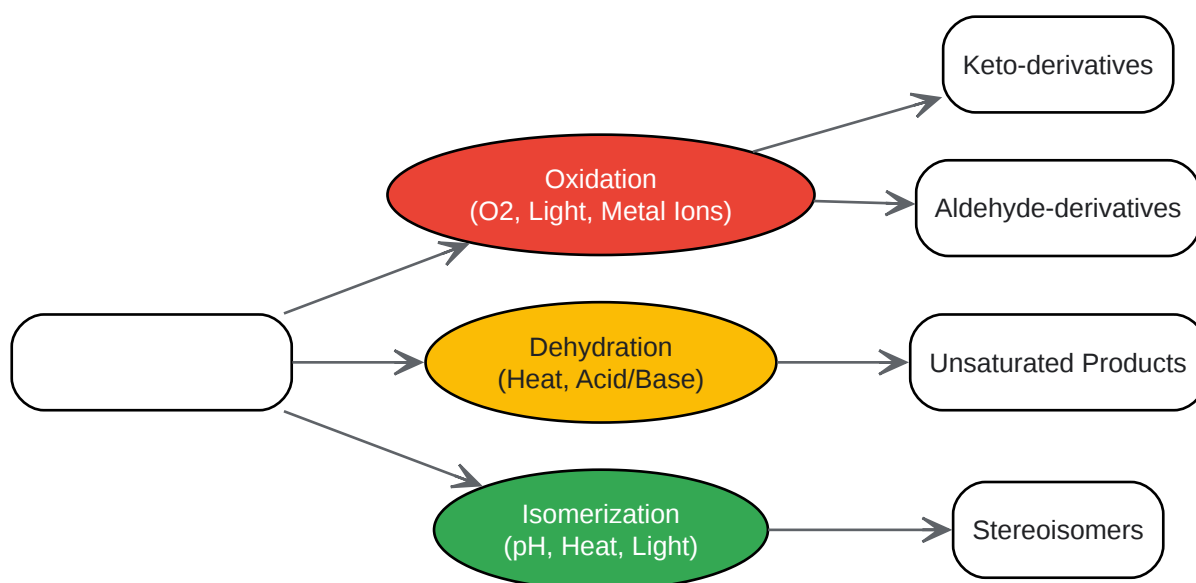 Keto-derivatives
Oxidation
(O2, Light, Metal Ions)
Aldehyde-derivatives
Dehydration
(Heat, Acid/Base)
Unsaturated Products
Isomerization
(pH, Heat, Light)
Stereoisomers